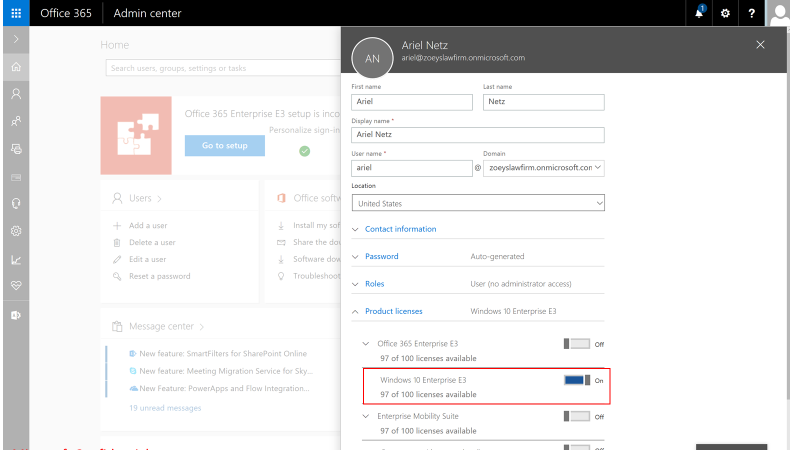 Office 365 Admin center
1
?
Home
Search users, groups, settings or tasks
Office 365 Enterprise E3 setup is inco
Personalize sign-in
Go to setup
Users >
Add a user
Delete a user
Edit a user
Reset a password
Office softw
Install my sof
Share the do
Software dow
Troubleshoot
Message center >
New feature: SmartFilters for SharePoint Online
New feature: Meeting Migration Service for Sky...
New Feature: PowerApps and Flow Integration...
19 unread messages
AN
Ariel Netz
ariel@zoeyslawfirm.onmicrosoft.com
First name Last name
Ariel Netz
Display name *
Ariel Netz
User name * Domain
ariel @ zoeyslawfirm.onmicrosoft.con
Location
United States
Contact information
Password Auto-generated
Roles User (no administrator access)
Product licenses Windows 10 Enterprise E3
Office 365 Enterprise E3 Off
97 of 100 licenses available
Windows 10 Enterprise E3 On
97 of 100 licenses available
Enterprise Mobility Suite Off
97 of 100 licenses available